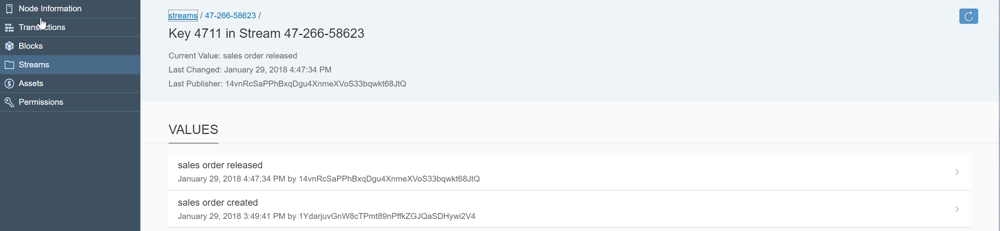 Node Information
Transactions
Blocks
Streams
Assets
Permissions
streams / 47-266-58623 /
Key 4711 in Stream 47-266-58623
Current Value: sales order released
Last Changed: January 29, 2018 4:47:34 PM
Last Publisher: 14vnRcSaPPhBxqDgu4XnmeXVoS33bqwkt68JtQ
VALUES
sales order released
January 29, 2018 4:47:34 PM by 14vnRcSaPPhBxqDgu4XnmeXVoS33bqwkt68JtQ
sales order created
January 29, 2018 3:49:41 PM by 1YdarjuvGnW8cTPmt89nPffkZGJQaSDHywi2V4